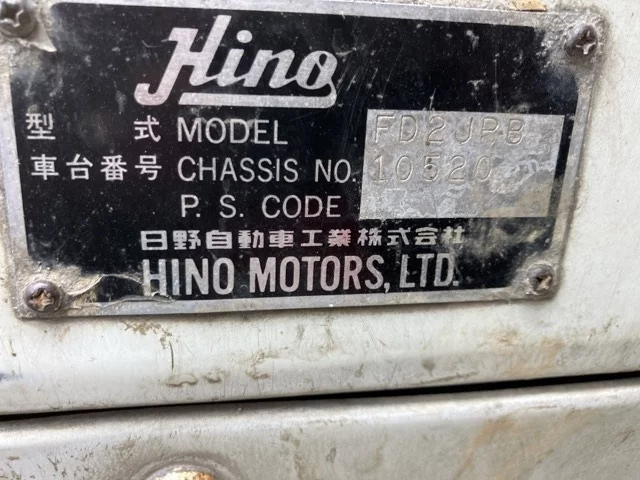 Hino
型 式 MODEL FD2JPB
車台番号 CHASSIS NO. 10520
P. S. CODE
日野自動車工業株式会社
HINO MOTORS, LTD.